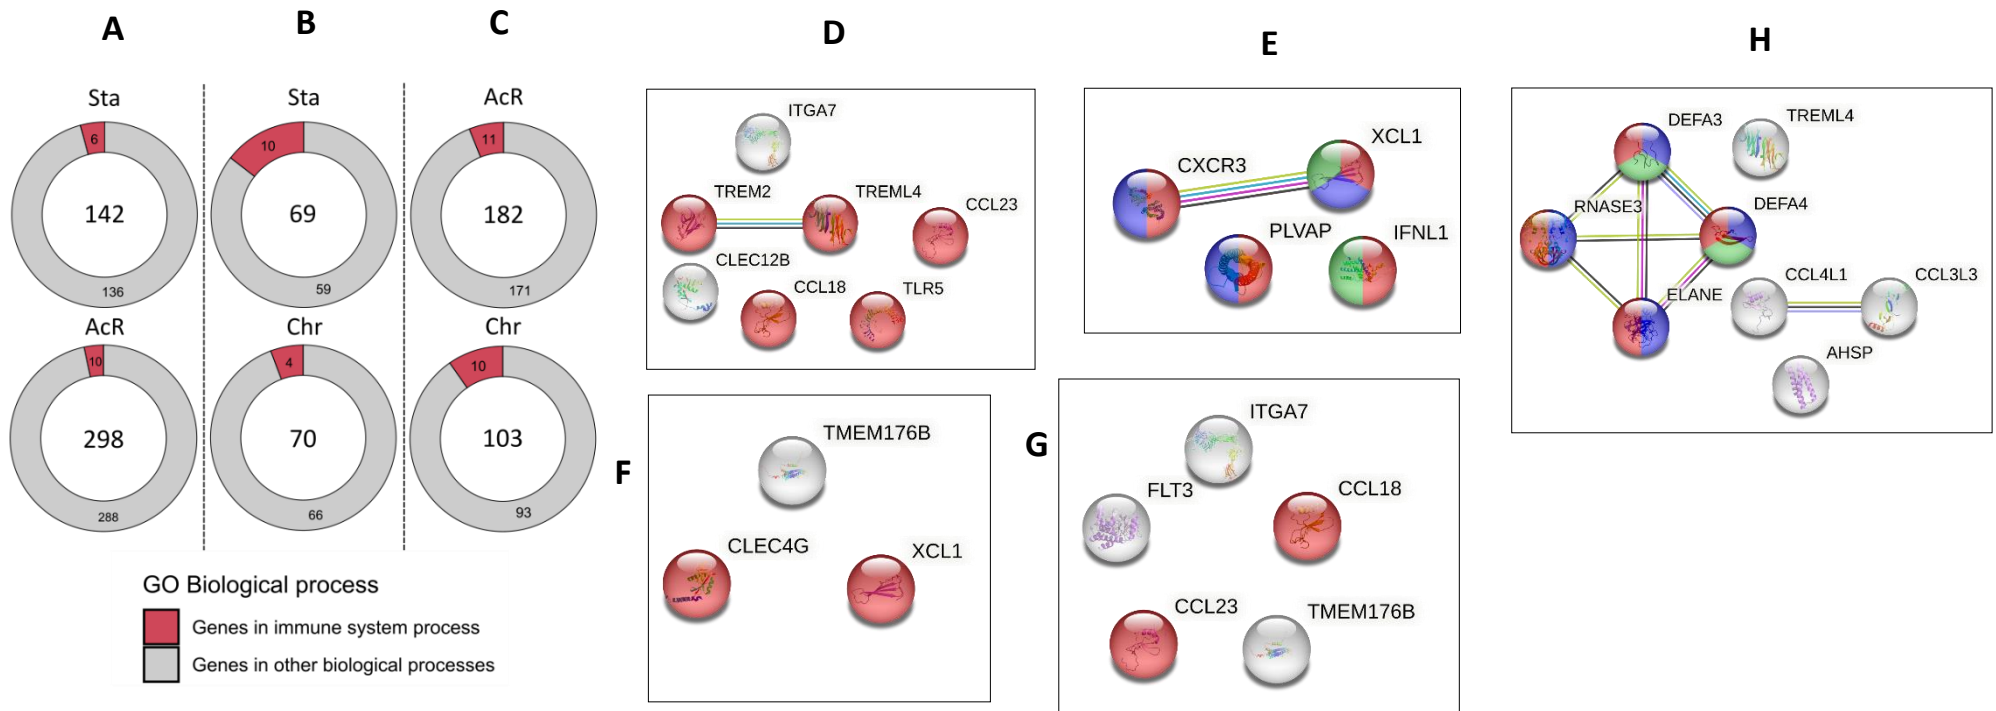 A
B
C
Sta
6
142
136
AcR
10
298
288
Sta
10
69
59
Chr
4
70
66
AcR
11
182
171
Chr
10
103
93
GO Biological process
Genes in immune system process
Genes in other biological processes
D
ITGA7
TREM2
TREML4
CCL23
CLEC12B
CCL18
TLR5
E
XCL1
CXCR3
PLVAP
IFNL1
F
TMEM176B
CLEC4G
XCL1
G
ITGA7
FLT3
CCL18
CCL23
TMEM176B
H
DEFA3
TREML4
RNASE3
DEFA4
CCL4L1
CCL3L3
ELANE
AHSP